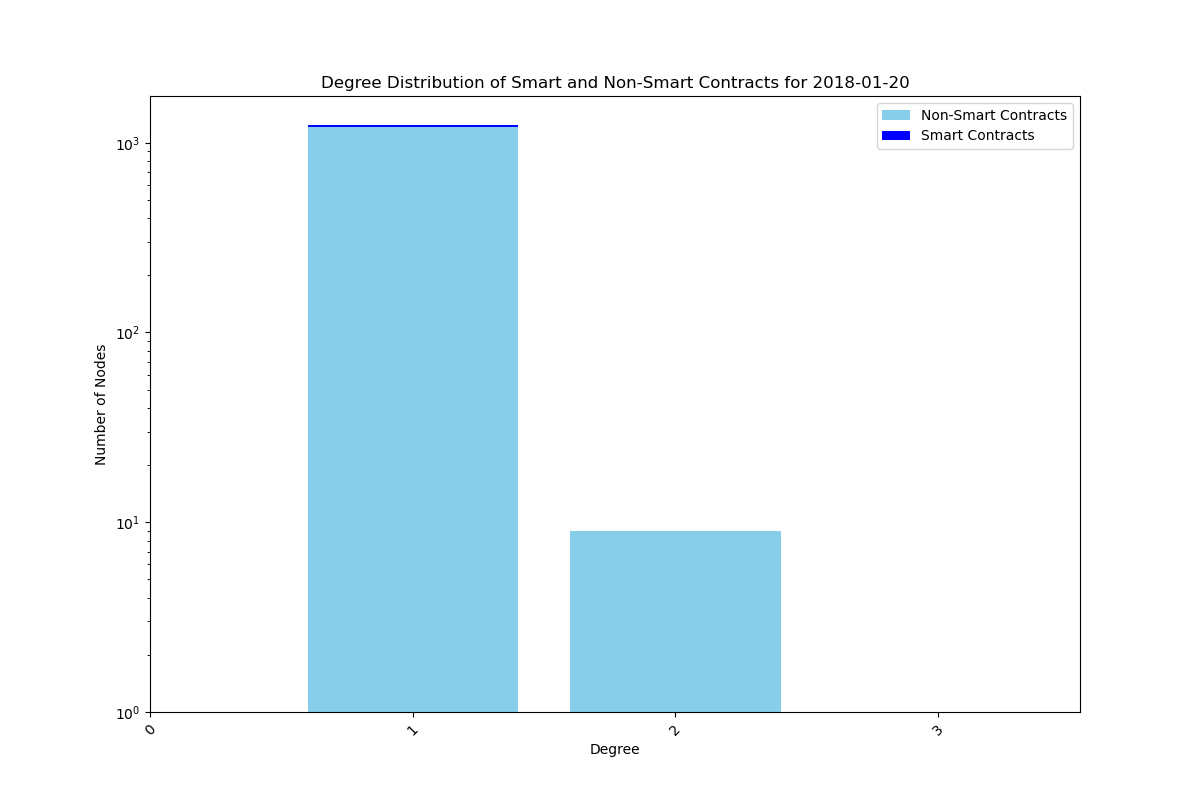 Degree Distribution of Smart and Non-Smart Contracts for 2018-01-20
Non-Smart Contracts
Smart Contracts
Number of Nodes
10³
10²
10¹
10⁰
0
1
2
3
Degree